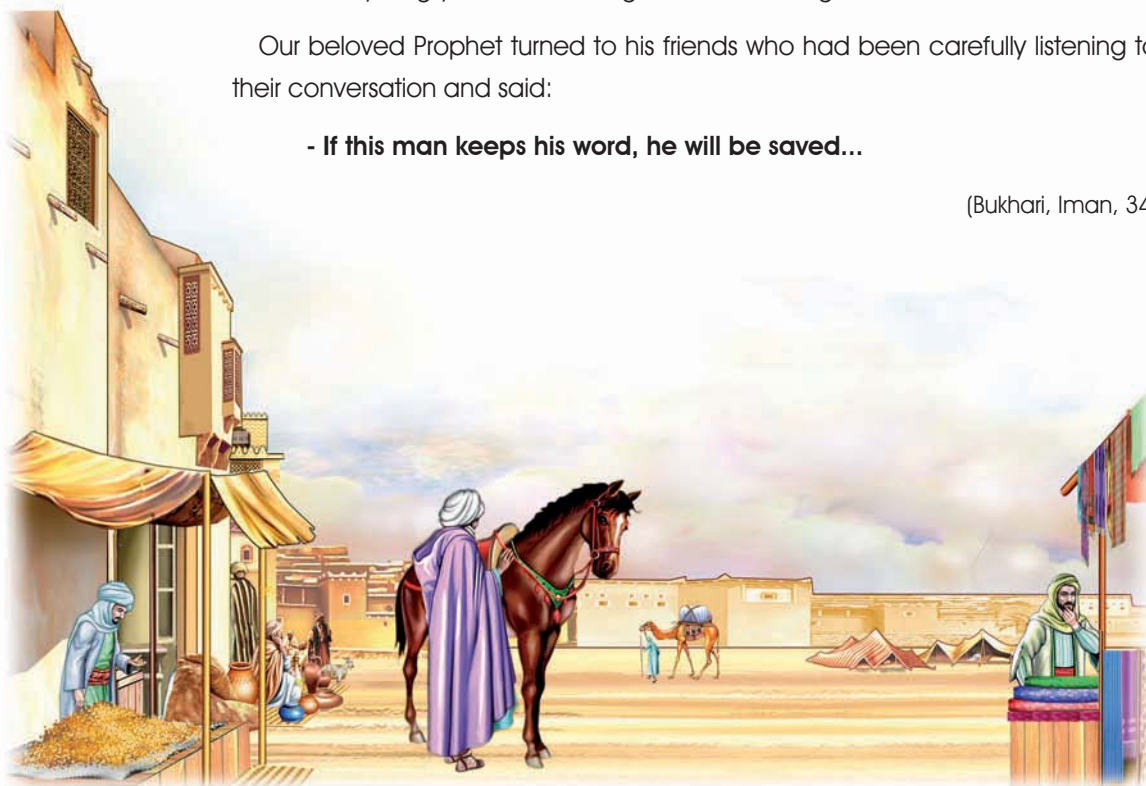 Our beloved Prophet turned to his friends who had been carefully listening to
their conversation and said:
- If this man keeps his word, he will be saved...
(Bukhari, Iman, 34